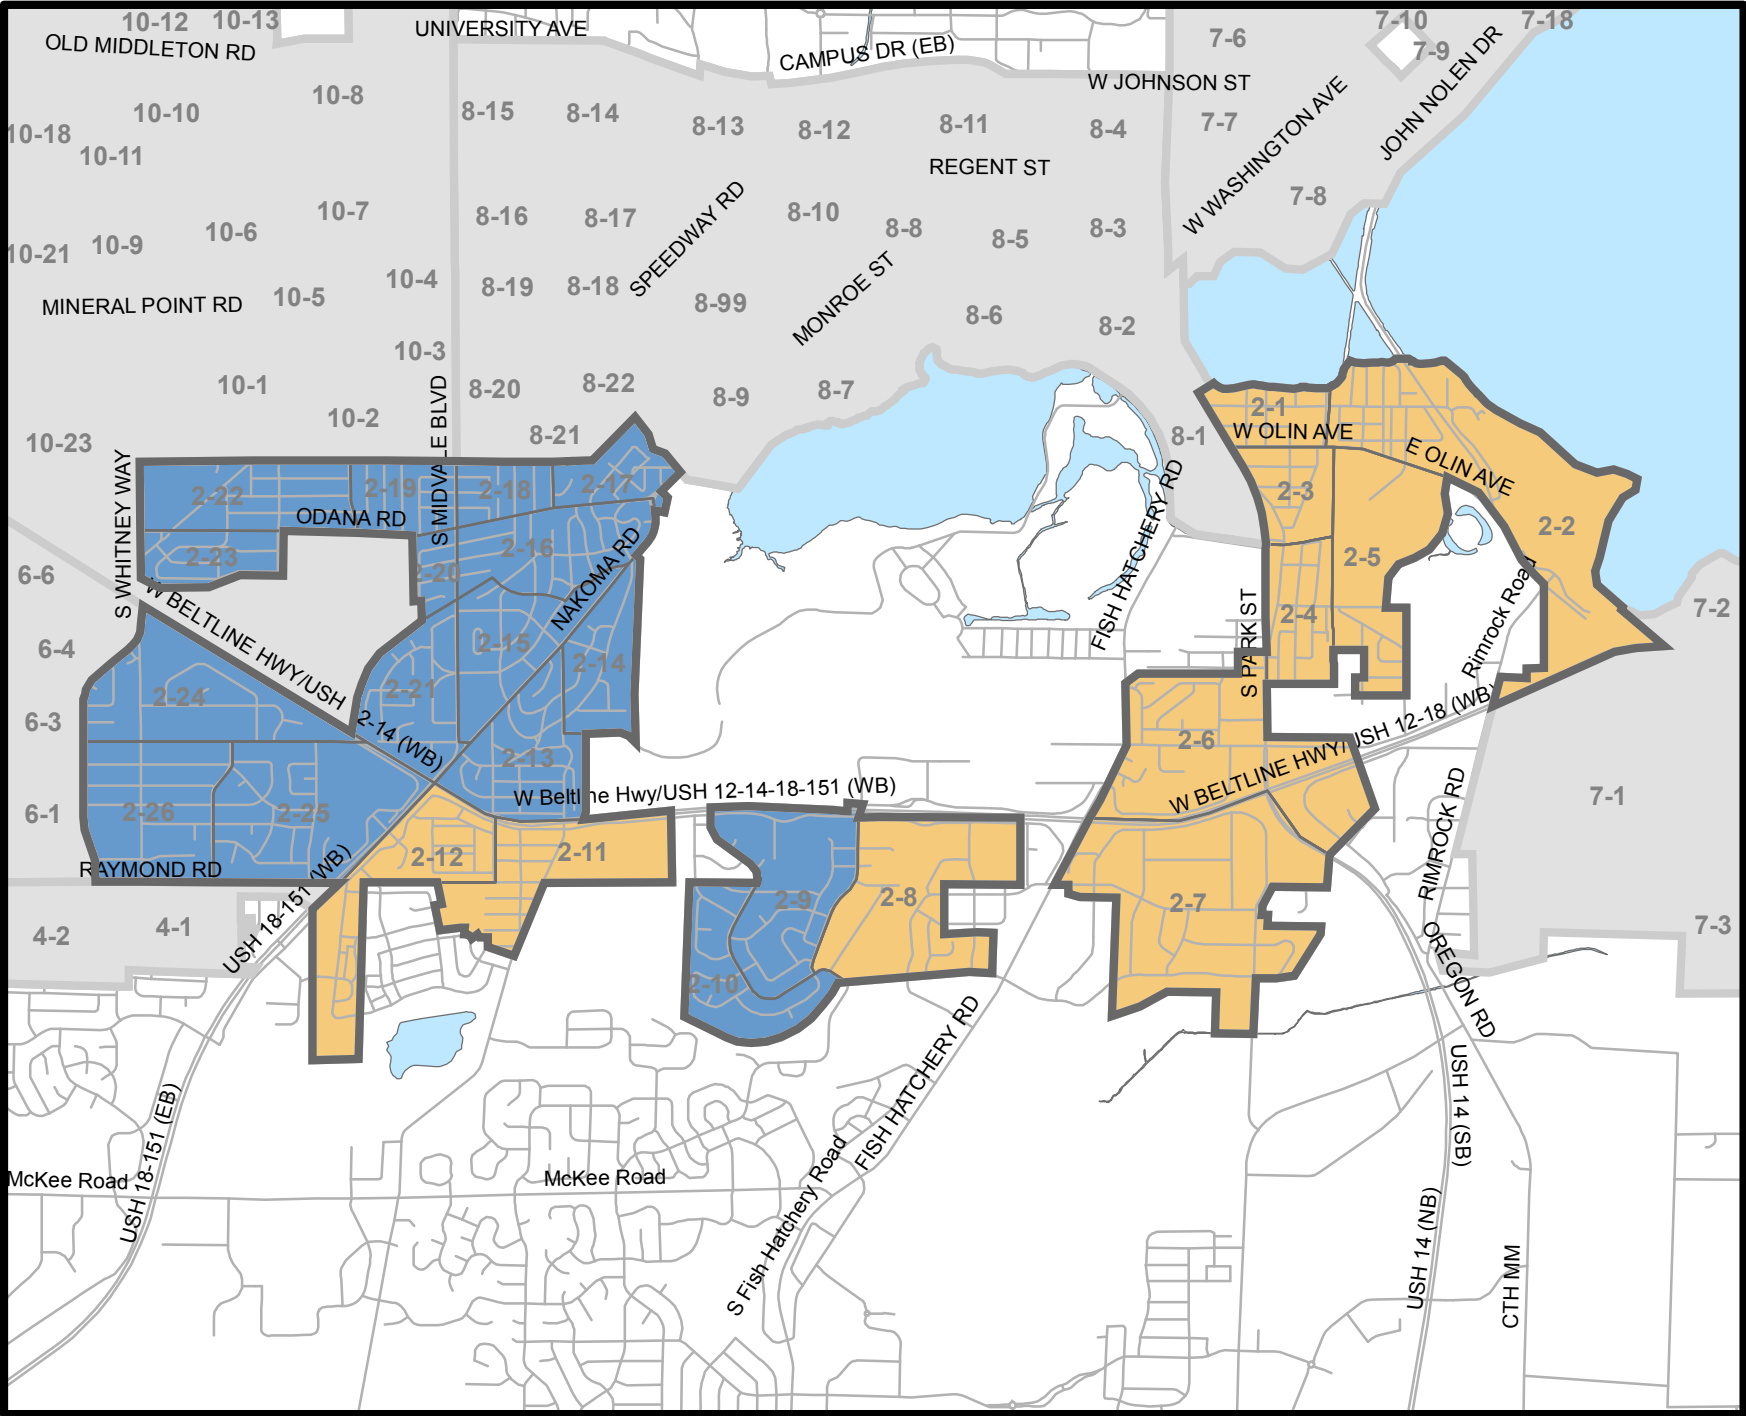 10-12
10-13
UNIVERSITY AVE
7-10
7-18
OLD MIDDLETON RD
CAMPUS DR (EB)
7-6
7-9
JOHN NOLEN DR
W JOHNSON ST
10-8
10-10
8-15
8-14
8-13
8-12
8-11
8-4
7-7
W WASHINGTON AVE
10-18
10-11
REGENT ST
7-8
10-7
10-6
10-9
10-21
8-16
8-17
SPEEDWAY RD
8-10
8-8
8-5
8-3
10-4
10-5
MINERAL POINT RD
8-19
8-18
8-99
MONROE ST
8-6
8-2
10-3
10-1
10-2
S MIDVALE BLVD
8-20
8-22
8-9
8-7
10-23
8-21
8-1
2-1
W OLIN AVE
E OLIN AVE
S WHITNEY WAY
2-22
2-19
2-18
2-17
ODANA RD
2-3
2-2
2-23
2-20
2-16
NAKOMA RD
FISH HATCHERY RD
2-5
6-6
W BELTLINE HWY/USH
2-14 (WB)
2-15
2-14
S PARK ST
2-4
Rimrock Road
7-2
6-4
2-24
2-21
6-3
2-13
2-6
W BELTLINE HWY/USH 12-18 (WB)
W Beltline Hwy/USH 12-14-18-151 (WB)
6-1
2-26
2-25
7-1
RIMROCK RD
2-12
2-11
RAYMOND RD
2-9
2-8
2-7
4-2
4-1
USH 18-151 (WB)
7-3
OREGON RD
2-10
FISH HATCHERY RD
USH 14 (SB)
USH 18-151 (EB)
McKee Road
McKee Road
S Fish Hatchery Road
USH 14 (NB)
CTH MM